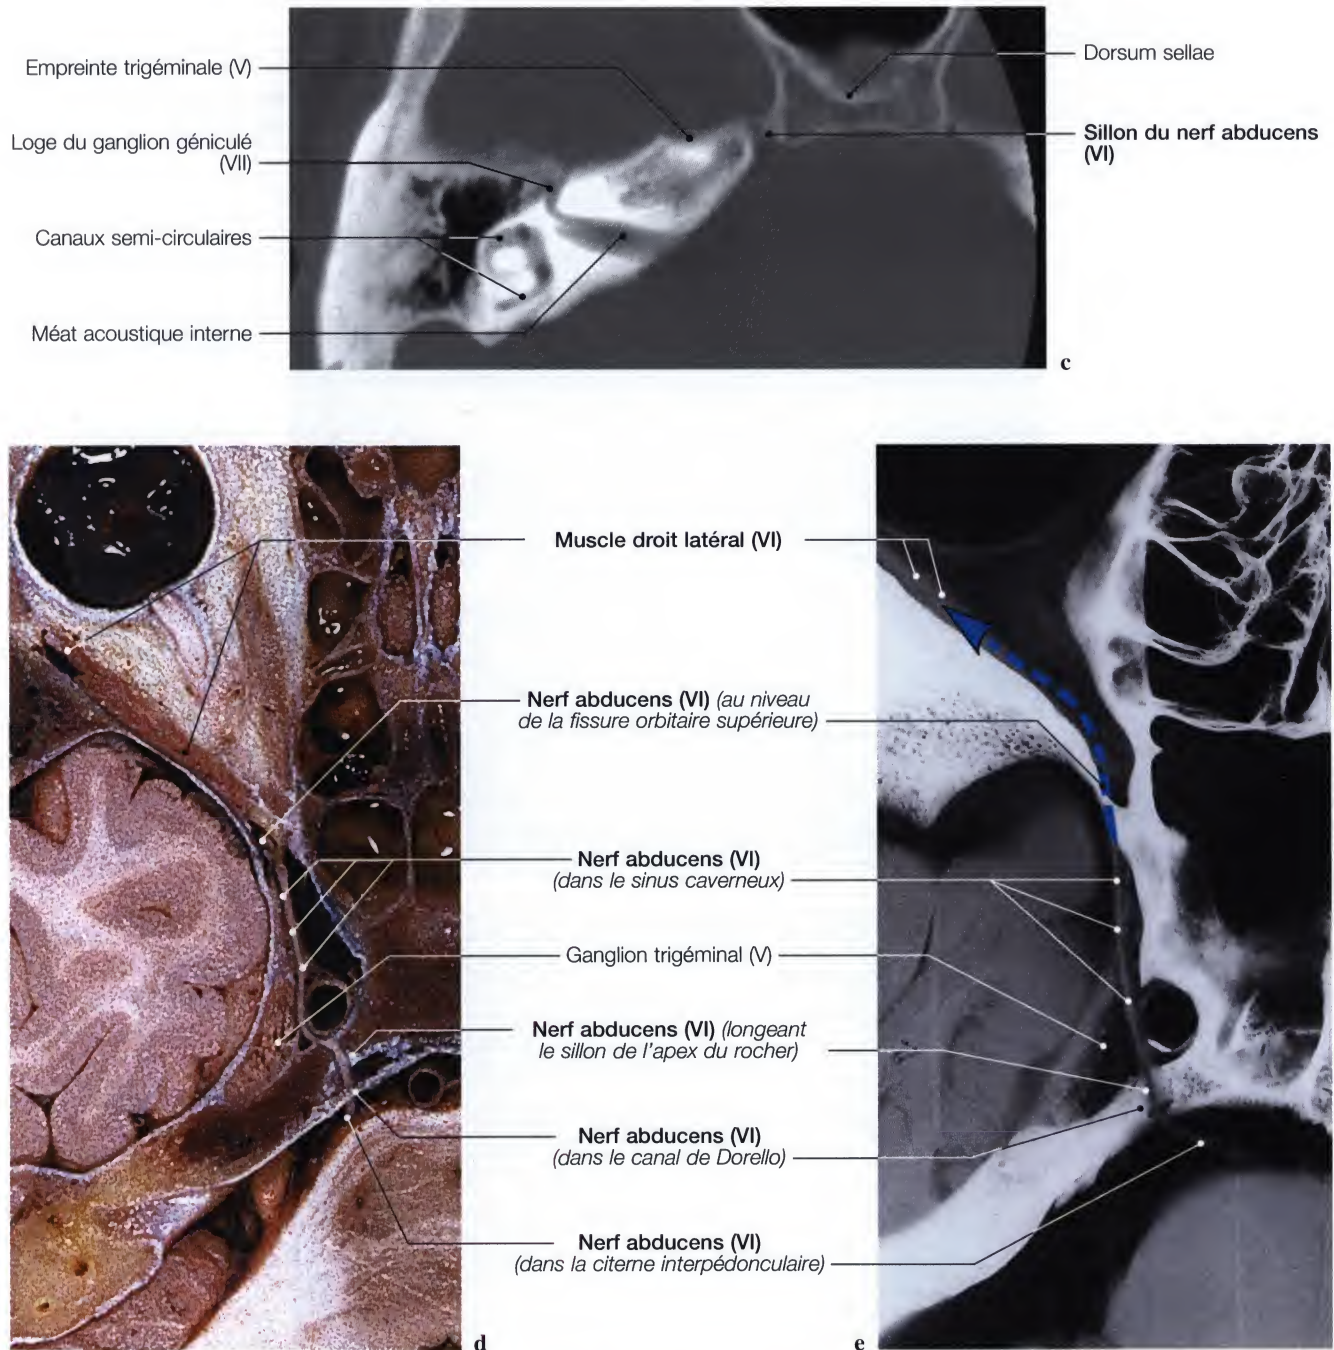 Empreinte trigéminale (V)
Loge du ganglion géniculé
(VII)
Canaux semi-circulaires
Méat acoustique interne
Dorsum sellae
Sillon du nerf abducens
(VI)
c
Muscle droit latéral (VI)
Nerf abducens (VI) (au niveau
de la fissure orbitaire supérieure)
Nerf abducens (VI)
(dans le sinus caverneux)
Ganglion trigéminal (V)
Nerf abducens (VI) (longeant
le sillon de l'apex du rocher)
Nerf abducens (VI)
(dans le canal de Dorello)
Nerf abducens (VI)
(dans la citerne interpédonculaire)
d
e